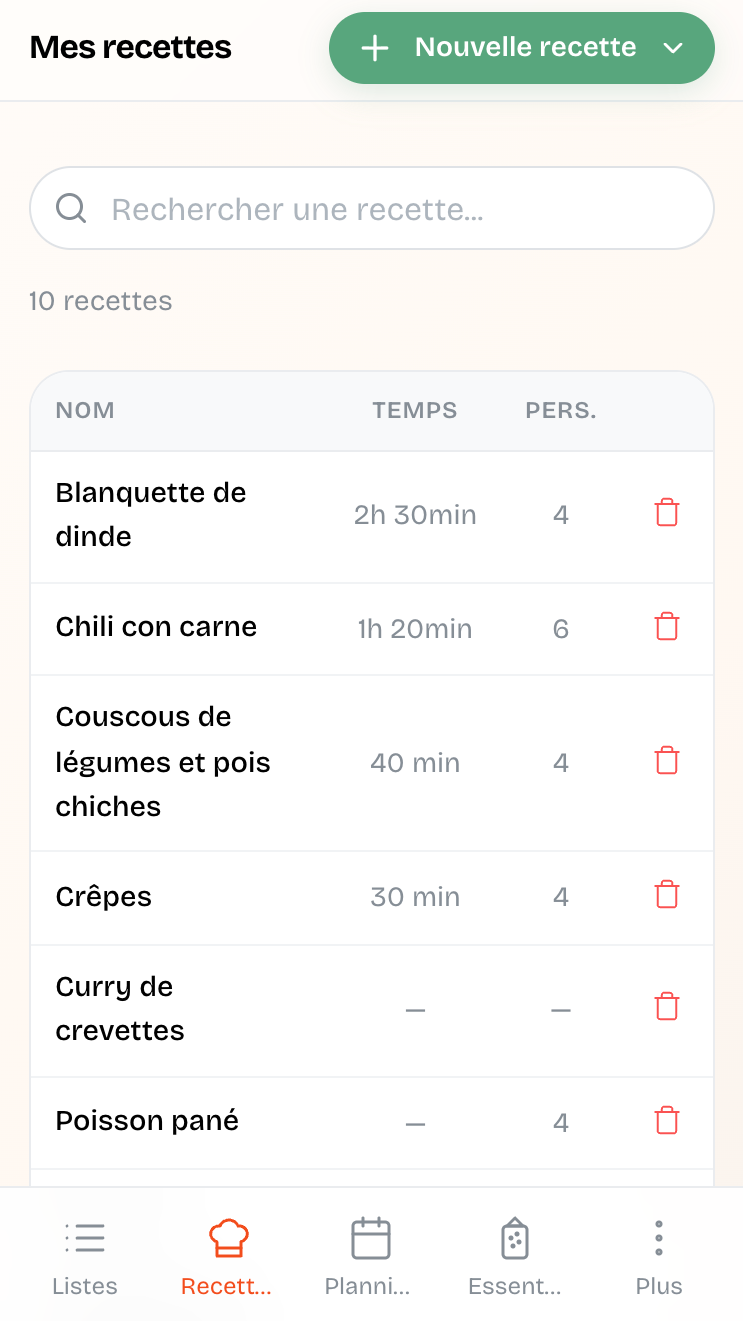 Mes recettes
Nouvelle recette
Rechercher une recette...
10 recettes
NOM TEMPS PERS.
Blanquette de
dinde
2h 30min 4
Chili con carne 1h 20min 6
Couscous de
légumes et pois
chiches
40 min 4
Crêpes 30 min 4
Curry de
crevettes
— —
Poisson pané — 4
Listes Recett... Planni... Essent... Plus